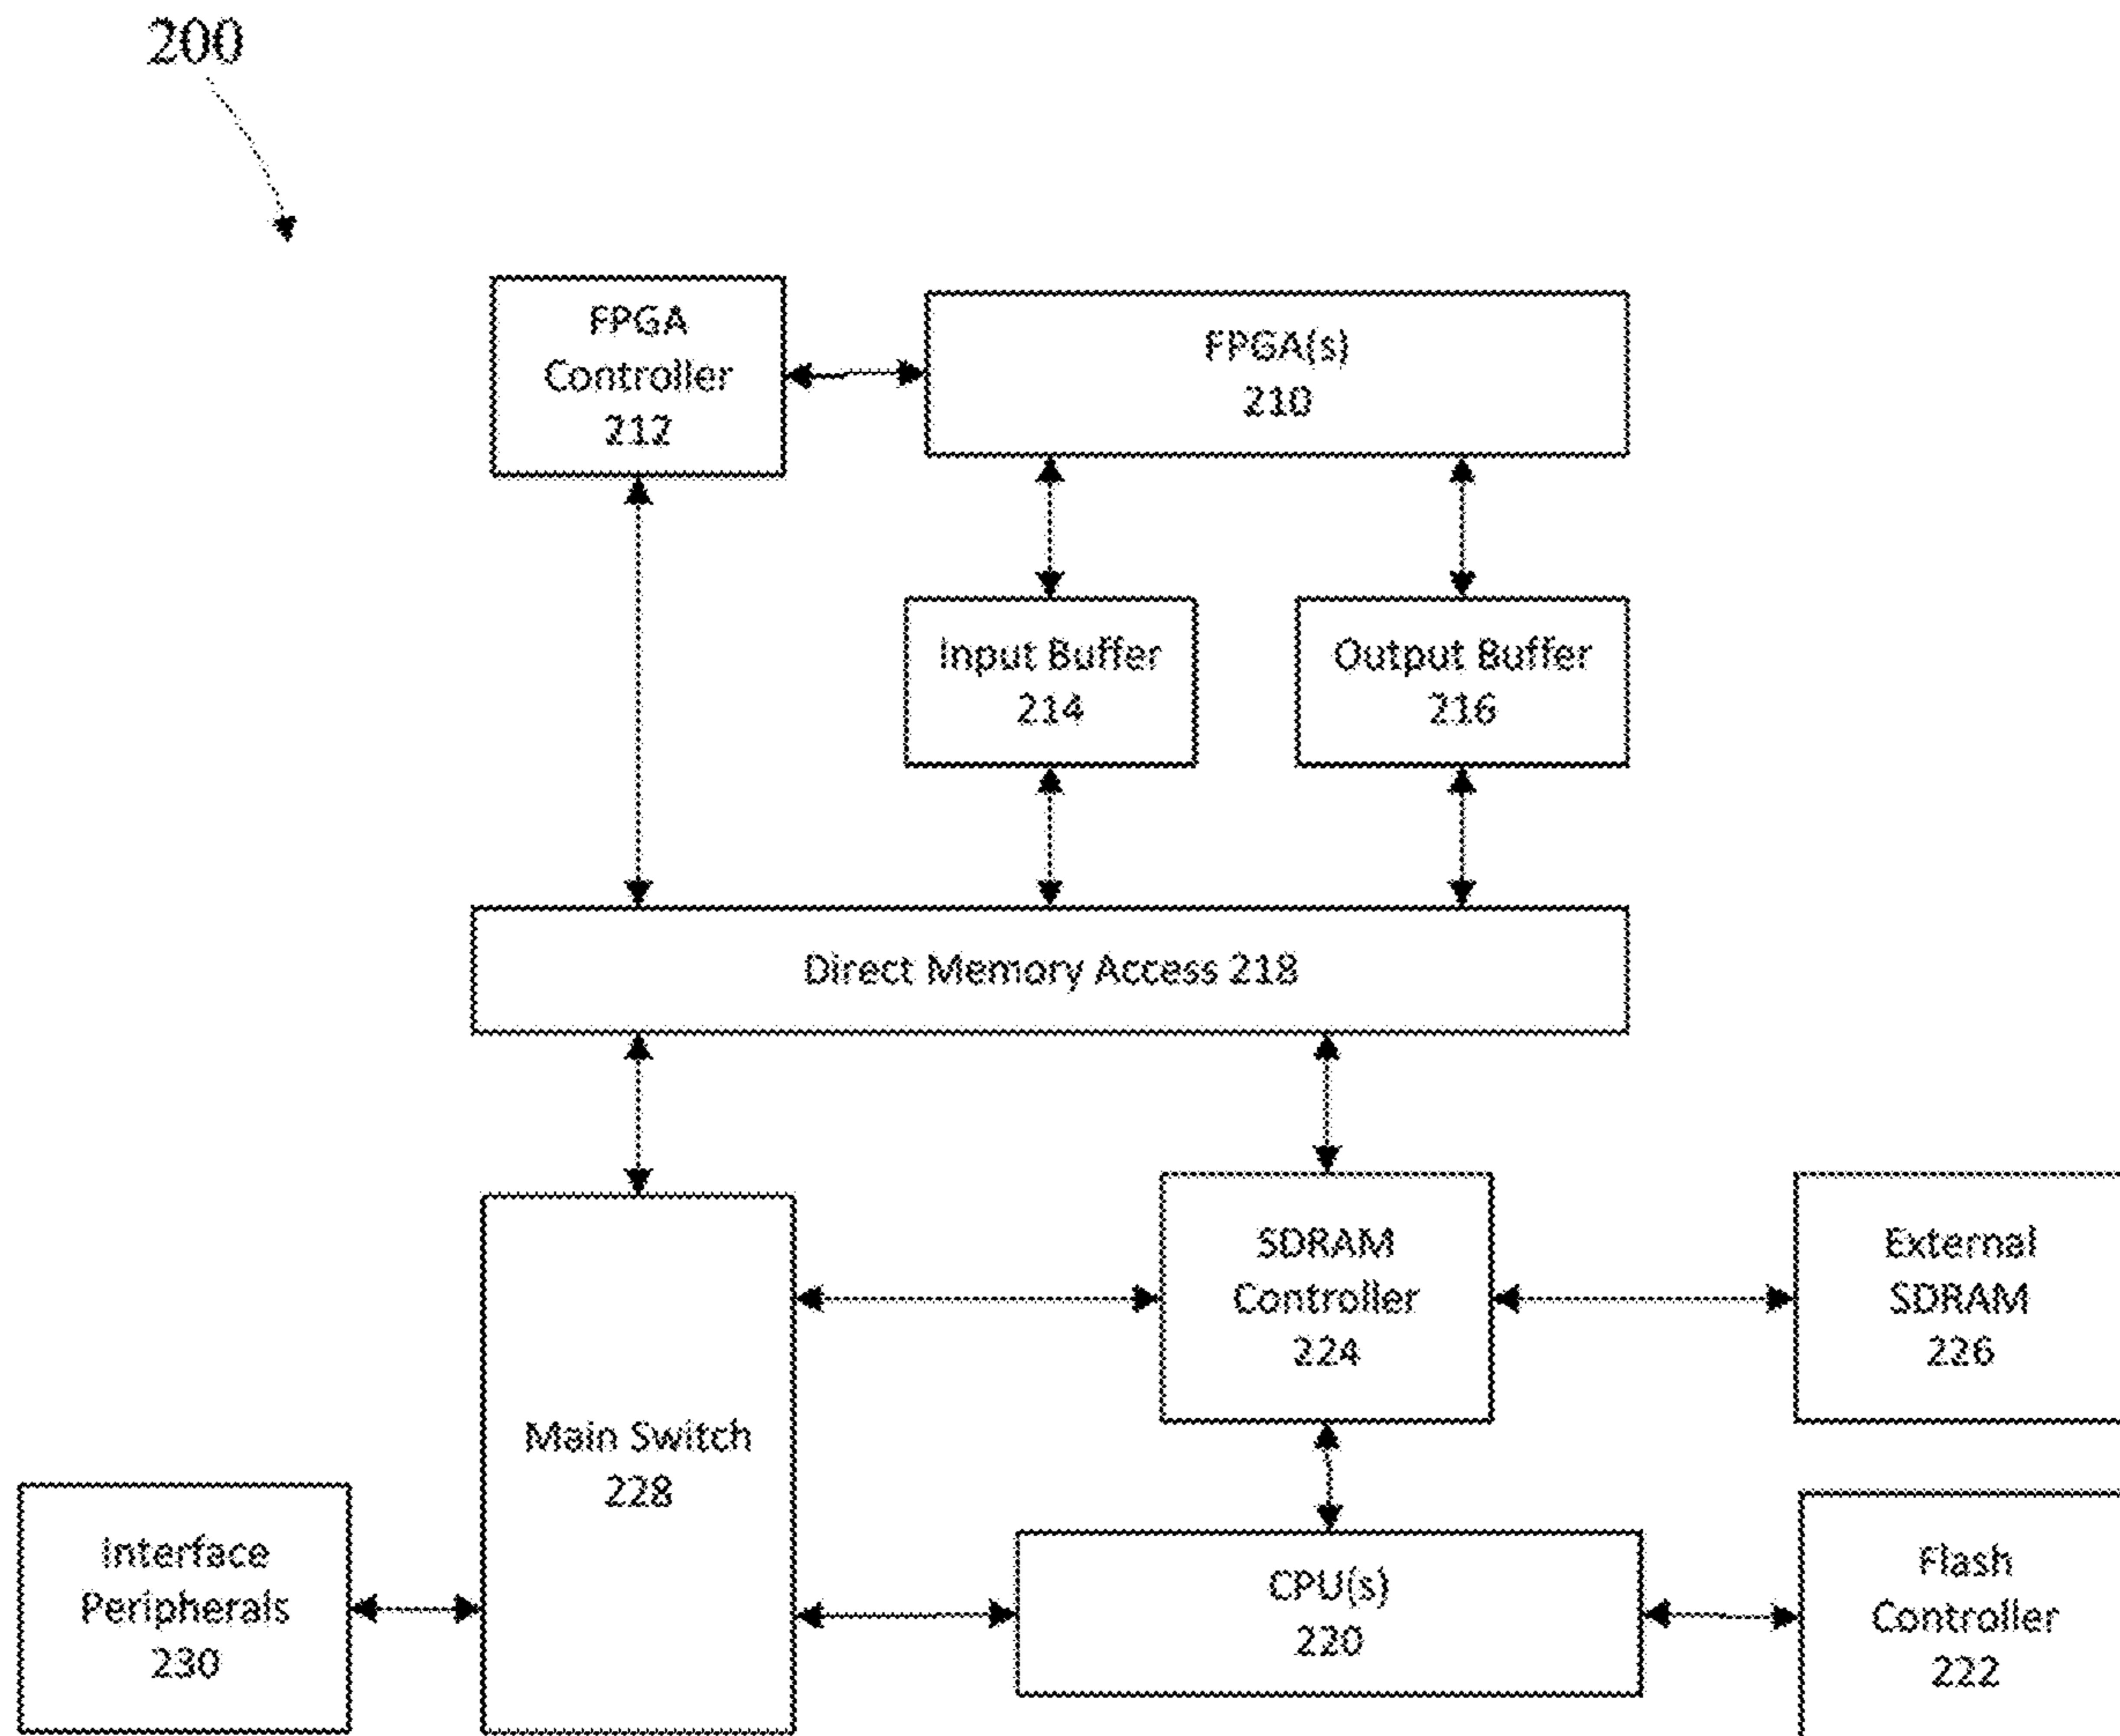 200
FPGA
Controller
212
FPGA(s)
210
Input Buffer
214
Output Buffer
216
Direct Memory Access 218
Main Switch
228
SDRAM
Controller
224
External
SDRAM
226
Interface
Peripherals
230
CPU(s)
220
Flash
Controller
222